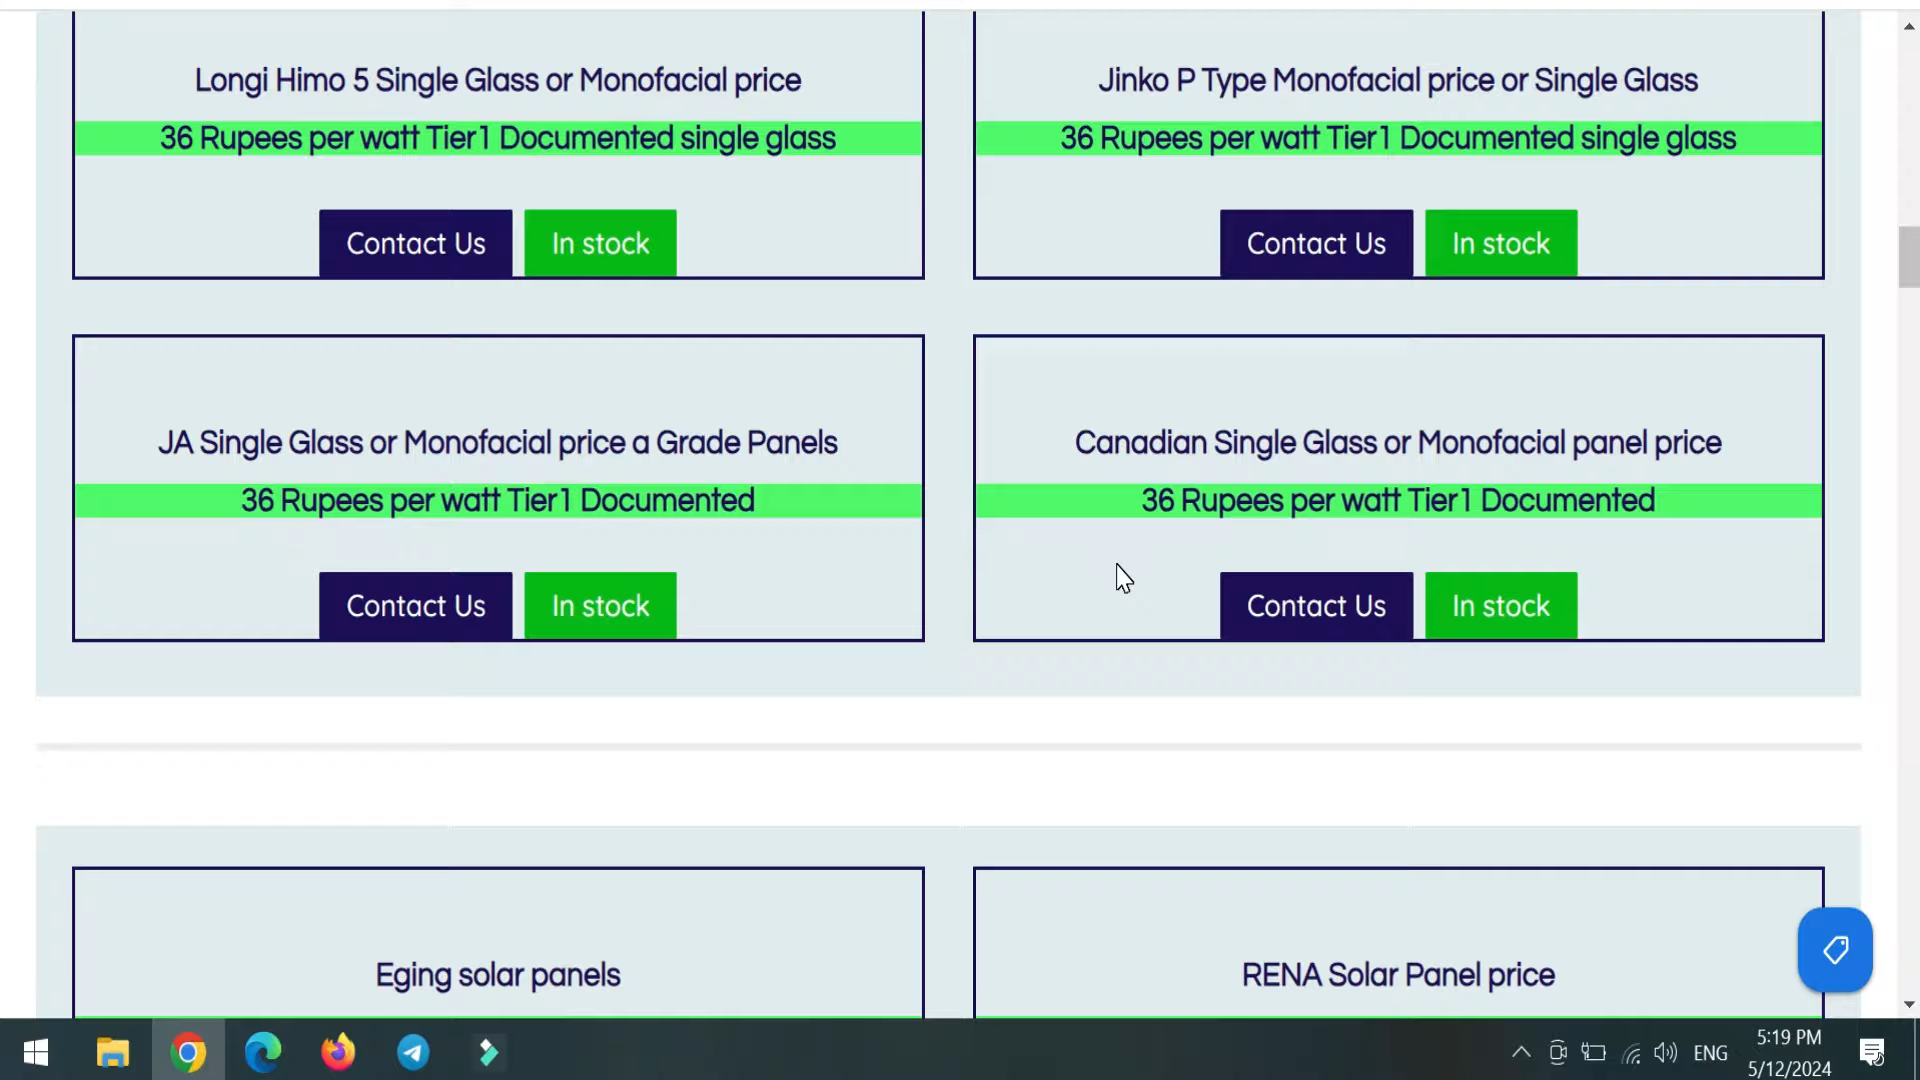 Longi Himo 5 Single Glass or Monofacial price
36 Rupees per watt Tier1 Documented single glass
Contact Us
In stock
Jinko P Type Monofacial price or Single Glass
36 Rupees per watt Tier1 Documented single glass
Contact Us
In stock
JA Single Glass or Monofacial price a Grade Panels
36 Rupees per watt Tier1 Documented
Contact Us
In stock
Canadian Single Glass or Monofacial panel price
36 Rupees per watt Tier1 Documented
Contact Us
In stock
Eging solar panels
RENA Solar Panel price
ENG
5:19 PM
5/12/2024